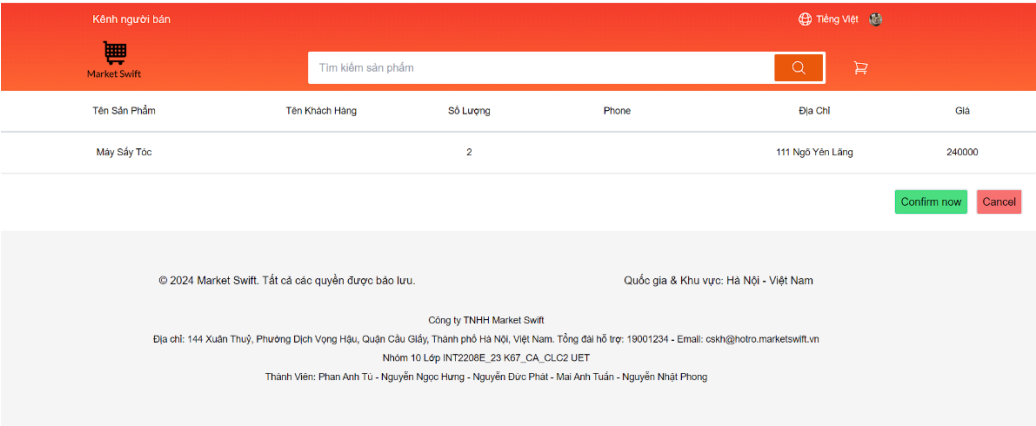 Kênh người bán
Tiếng Việt
Market Swift
Tìm kiếm sản phẩm
Tên Sản Phẩm Tên Khách Hàng Số Lượng Phone Địa Chỉ Giá
Máy Sấy Tóc 2 111 Ngõ Yên Lãng 240000
Confirm now Cancel
© 2024 Market Swift. Tất cả các quyền được bảo lưu. Quốc gia & Khu vực: Hà Nội - Việt Nam
Công ty TNHH Market Swift
Địa chỉ: 144 Xuân Thuỷ, Phường Dịch Vọng Hậu, Quận Cầu Giấy, Thành phố Hà Nội, Việt Nam. Tổng đài hỗ trợ: 19001234 - Email: cskh@hotro.marketswift.vn
Nhóm 10 Lớp INT2208E_23 K67_CA_CLC2 UET
Thành Viên: Phan Anh Tú - Nguyễn Ngọc Hưng - Nguyễn Đức Phát - Mai Anh Tuấn - Nguyễn Nhật Phong